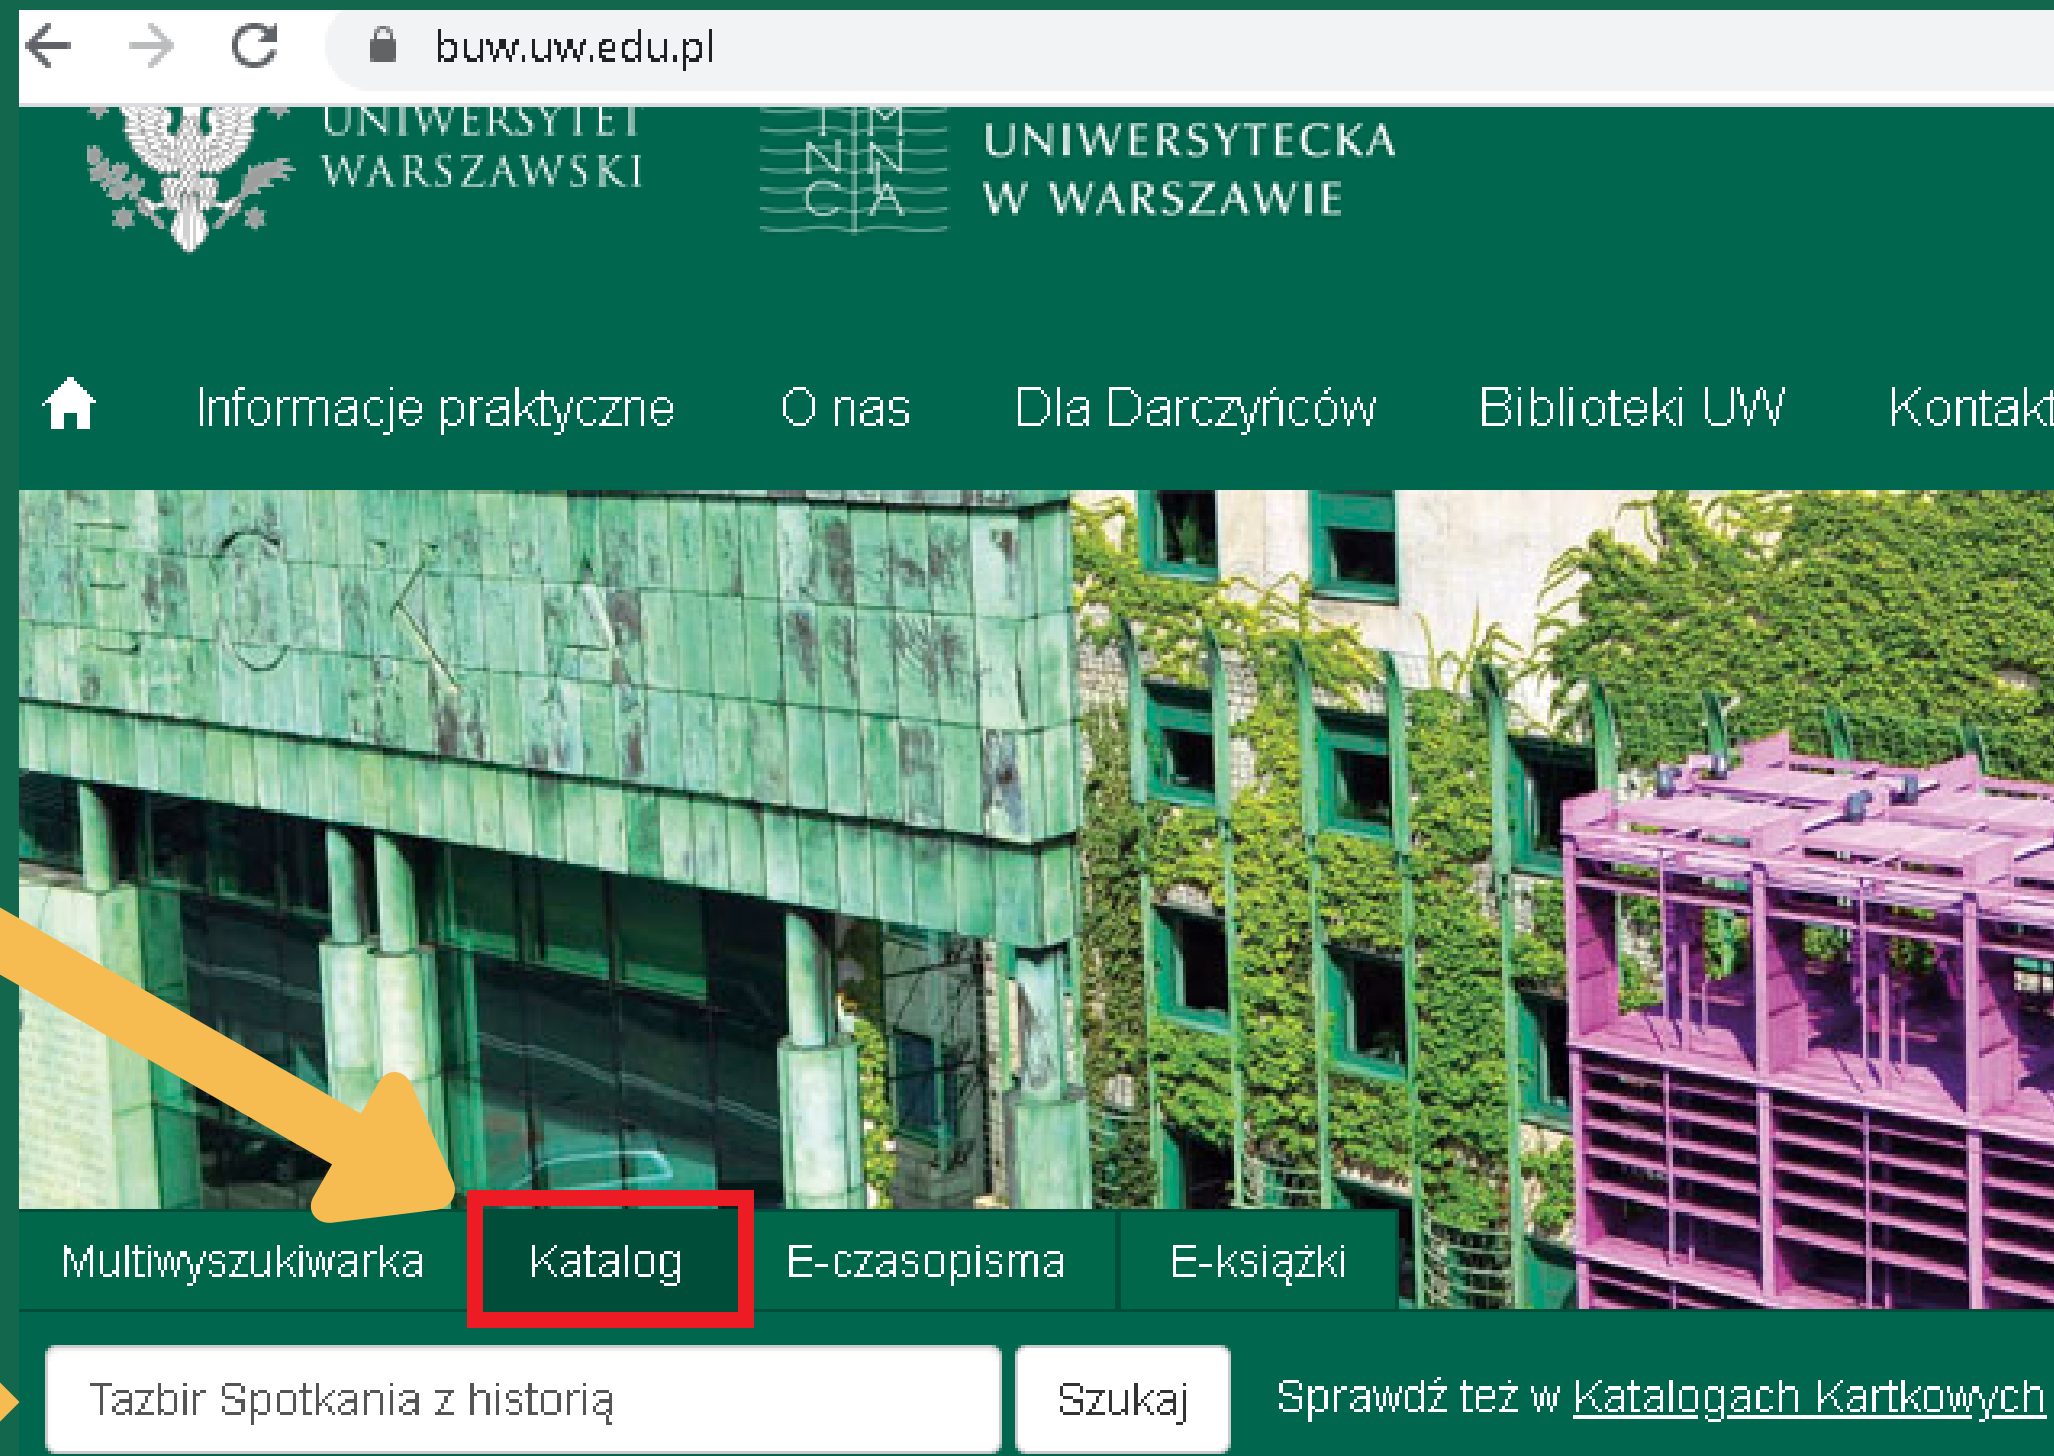 buw.uw.edu.pl
UNIWERSYTET
WARSZAWSKI
UNIWERSYTECKA
W WARSZAWIE
Informacje praktyczne O nas Dla Darczyńców Biblioteki UW Kontakt
Multiwyszukiwarka Katalog E-czasopisma E-książki
Tazbir Spotkania z historią Szukaj Sprawdź też w Katalogach Kartkowych